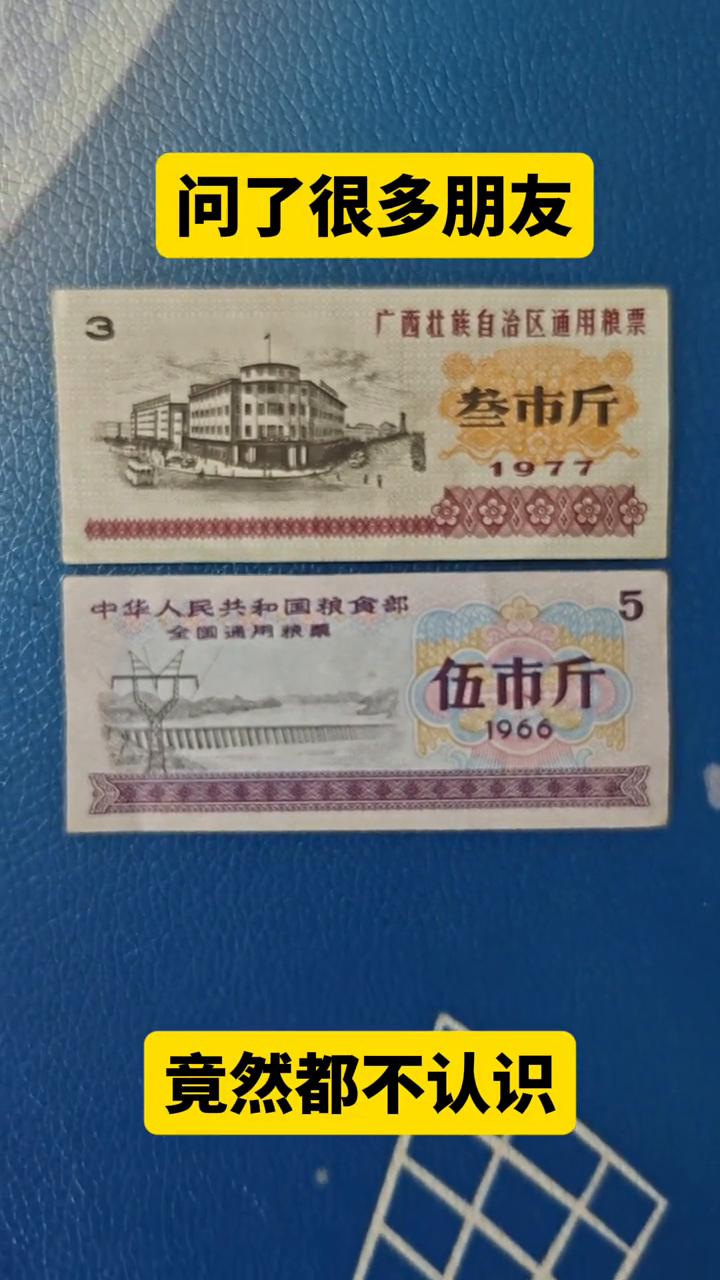 问了很多朋友
3
广西壮族自治区通用粮票
叁市斤
1977
中华人民共和国粮食部
全国通用粮票
5
伍市斤
1966
竟然都不认识